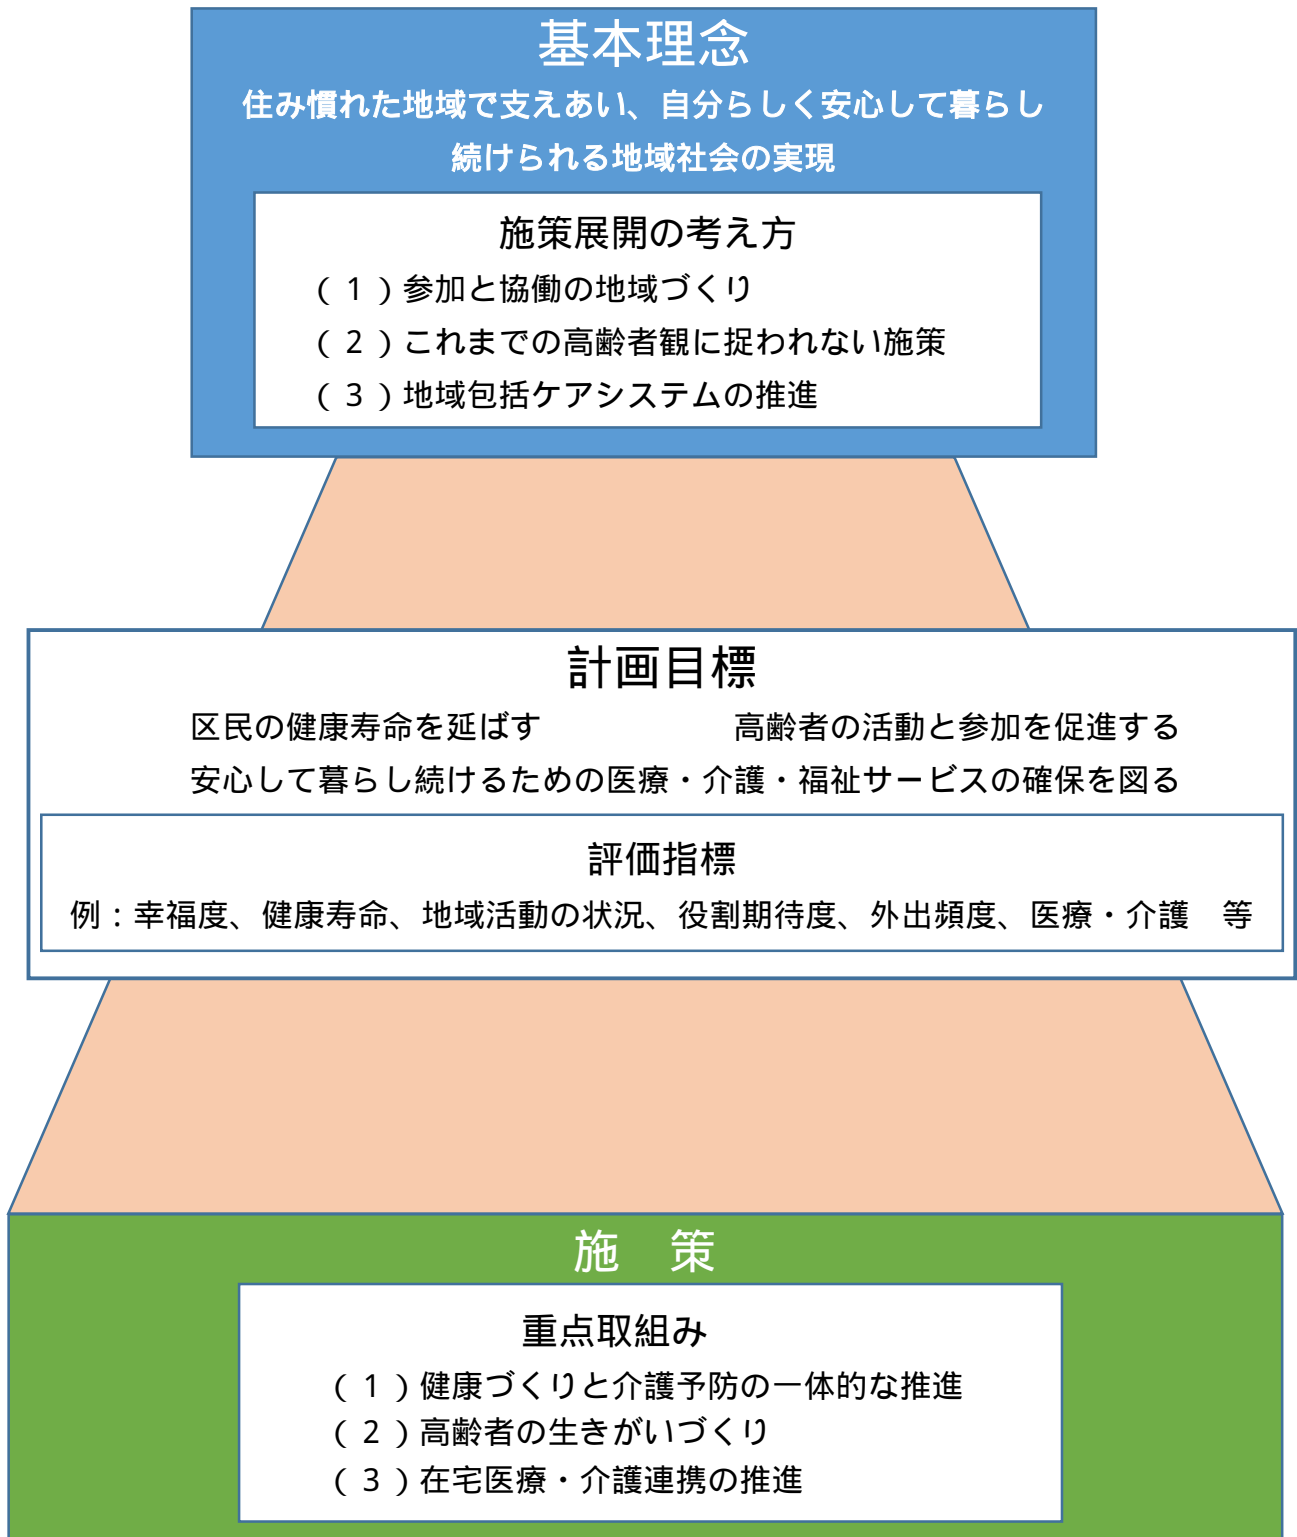 基本理念
住み慣れた地域で支えあい、自分らしく安心して暮らし
続けられる地域社会の実現
施策展開の考え方
（1）参加と協働の地域づくり
（2）これまでの高齢者観に捉われない施策
（3）地域包括ケアシステムの推進
計画目標
区民の健康寿命を延ばす　　　　　　高齢者の活動と参加を促進する
安心して暮らし続けるための医療・介護・福祉サービスの確保を図る
評価指標
例：幸福度、健康寿命、地域活動の状況、役割期待度、外出頻度、医療・介護　等
施　策
重点取組み
（1）健康づくりと介護予防の一体的な推進
（2）高齢者の生きがいづくり
（3）在宅医療・介護連携の推進